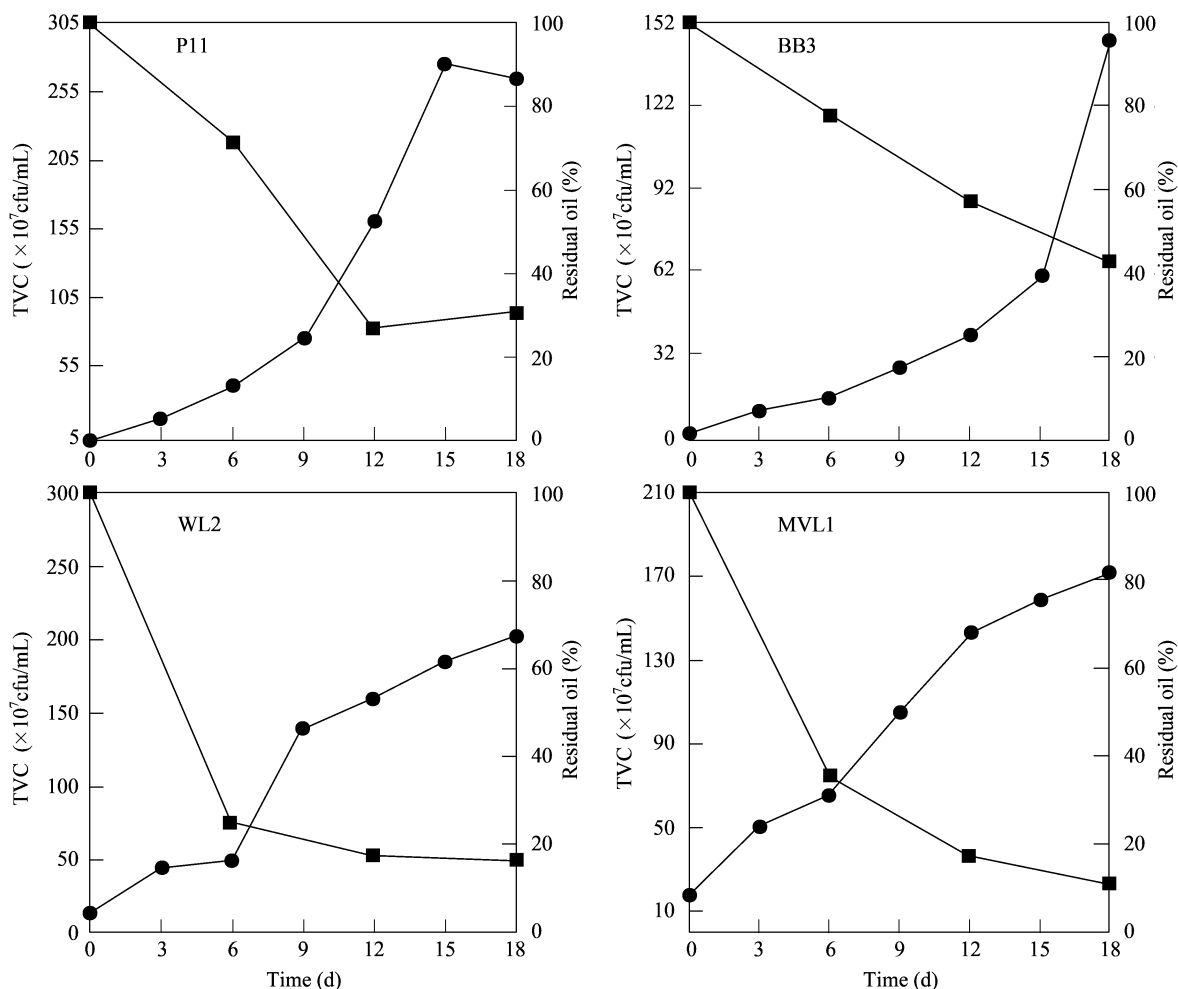 P11
TVC (×10⁷cfu/mL)
305
255
205
155
105
55
5
100
80
60
40
20
0
Residual oil (%)
0 3 6 9 12 15 18
BB3
TVC (×10⁷cfu/mL)
152
122
92
62
32
0
100
80
60
40
20
0
Residual oil (%)
0 3 6 9 12 15 18
WL2
TVC (×10⁷cfu/mL)
300
250
200
150
100
50
0
100
80
60
40
20
0
Residual oil (%)
0 3 6 9 12 15 18
Time (d)
MVL1
TVC (×10⁷cfu/mL)
210
170
130
90
50
10
100
80
60
40
20
0
Residual oil (%)
0 3 6 9 12 15 18
Time (d)